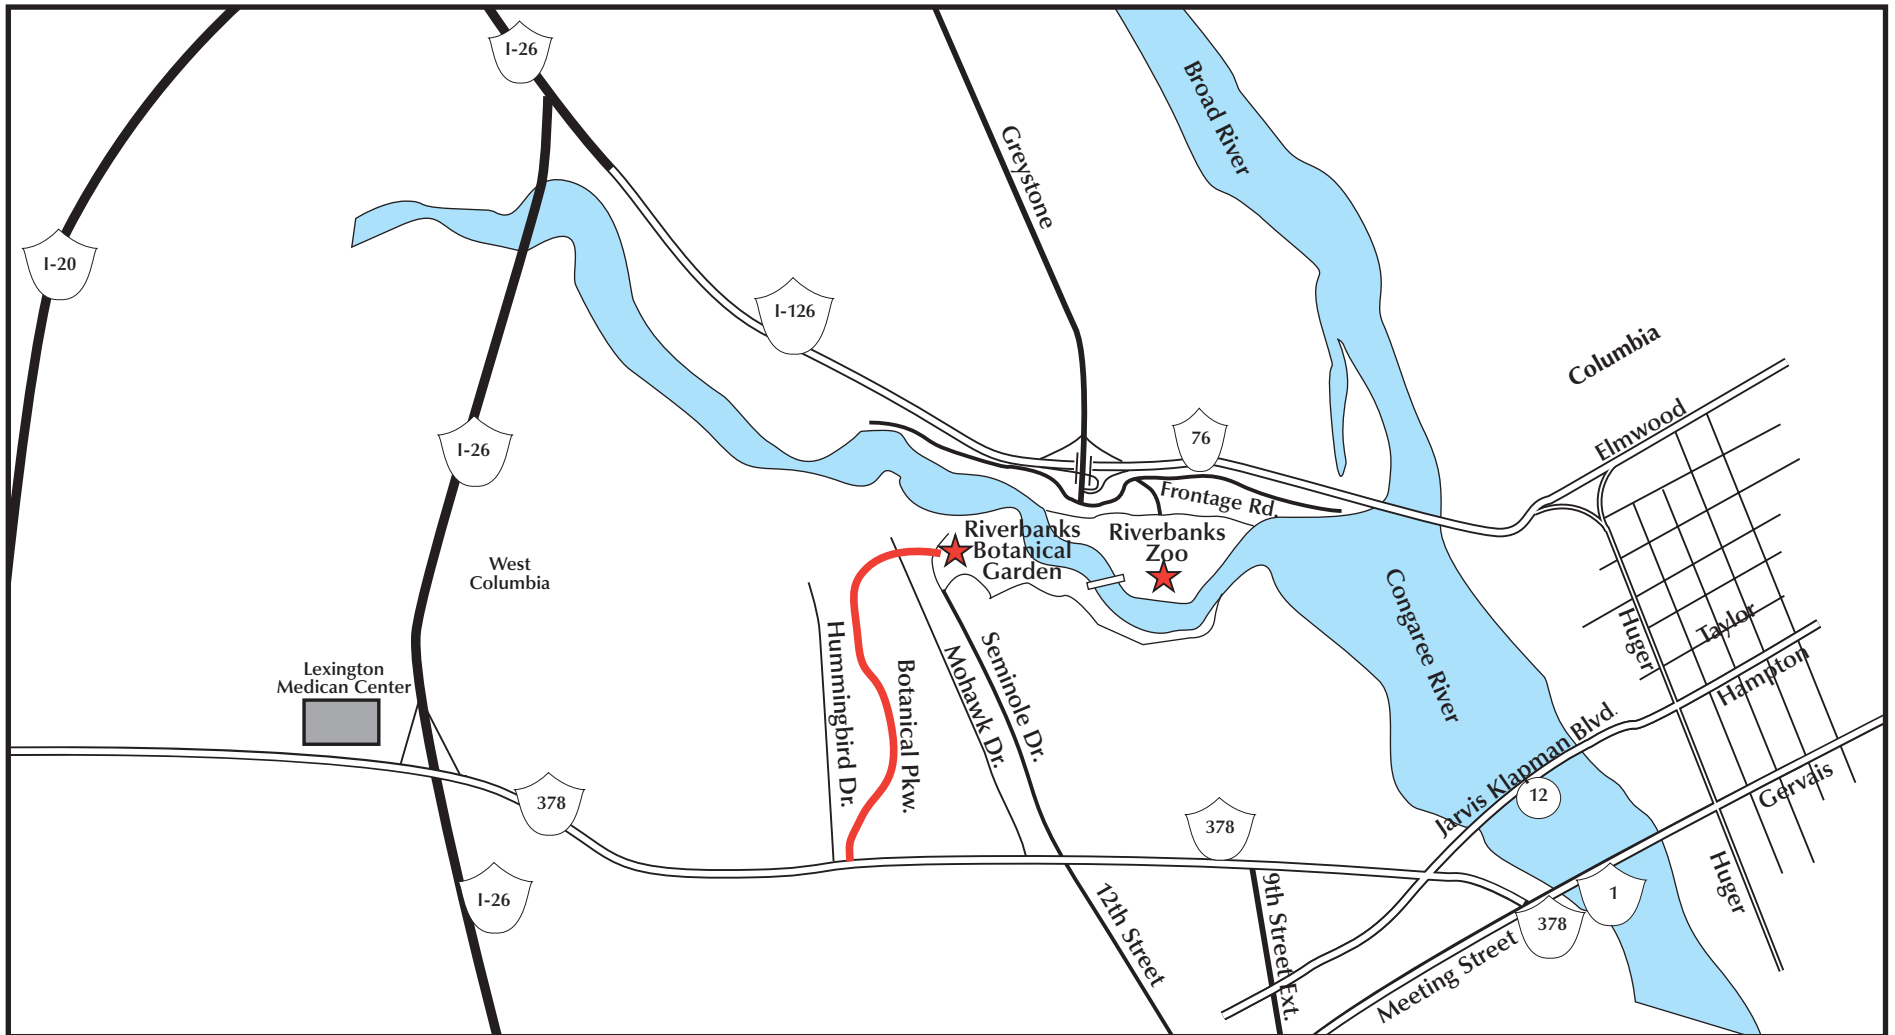 I-26
Broad River
Greystone
I-20
I-126
Columbia
Elmwood
76
I-26
Frontage Rd.
Riverbanks
Botanical
Garden
Riverbanks
Zoo
West
Columbia
Congaree River
Huger
Taylor
Hampton
Hummingbird Dr.
Botanical Pkw.
Mohawk Dr.
Seminole Dr.
Lexington
Medican Center
Jarvis Klapman Blvd.
12
Gervais
378
378
Huger
I-26
12th Street
9th Street Ext.
1
378
Meeting Street